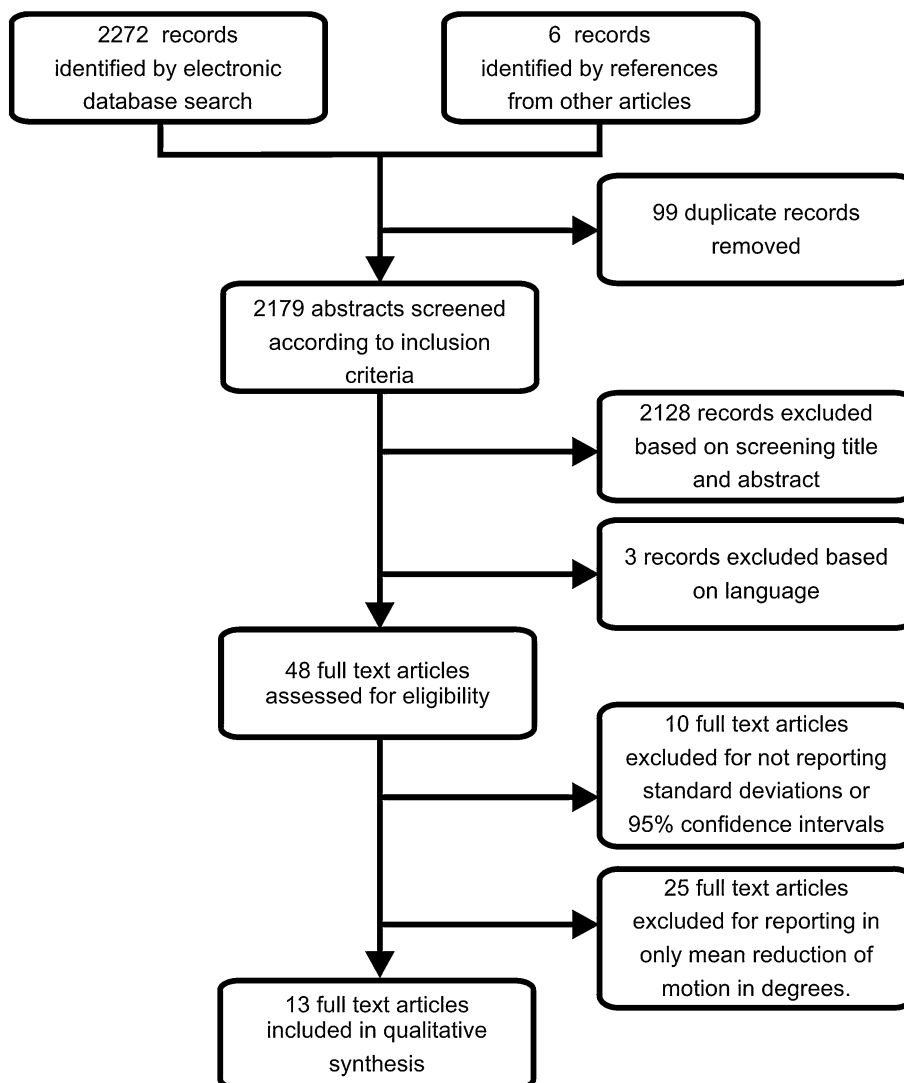 2272 records
identified by electronic
database search
6 records
identified by references
from other articles
99 duplicate records
removed
2179 abstracts screened
according to inclusion
criteria
2128 records excluded
based on screening title
and abstract
3 records excluded based
on language
48 full text articles
assessed for eligibility
10 full text articles
excluded for not reporting
standard deviations or
95% confidence intervals
25 full text articles
excluded for reporting in
only mean reduction of
motion in degrees.
13 full text articles
included in qualitative
synthesis